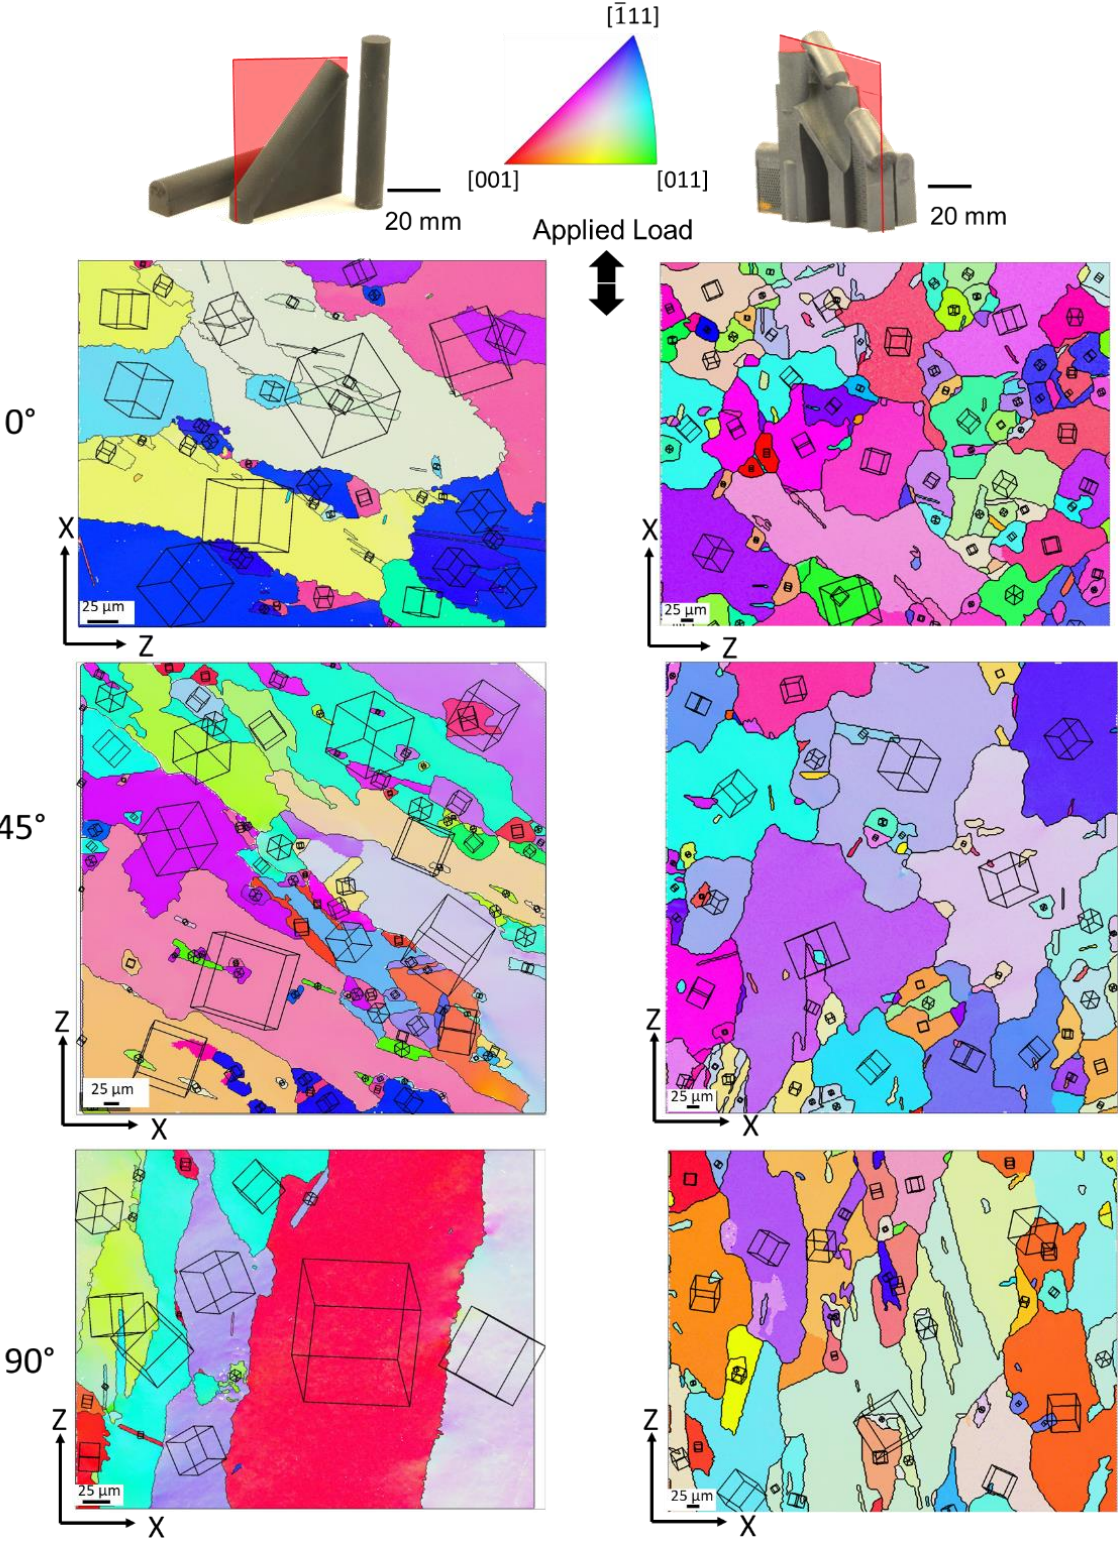 [1̅11]
[001]
[011]
20 mm
20 mm
Applied Load
0°
X
Z
25 µm
X
Z
25 µm
45°
Z
X
25 µm
Z
X
25 µm
90°
Z
X
25 µm
Z
X
25 µm